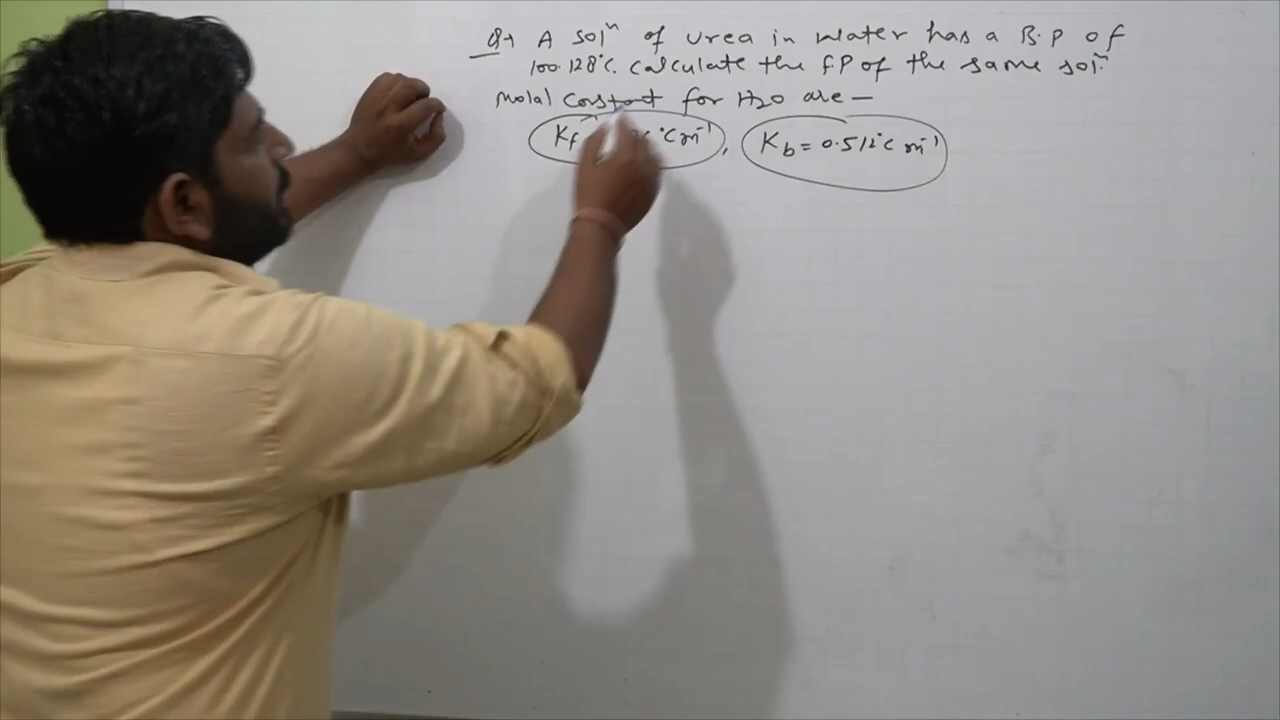 Q→ A solⁿ of urea in water has a B.P of
100.128°C. calculate the FP of the same solⁿ.
Molal constant for H2O are —
Kf °C m⁻¹, Kb = 0.512°C m⁻¹